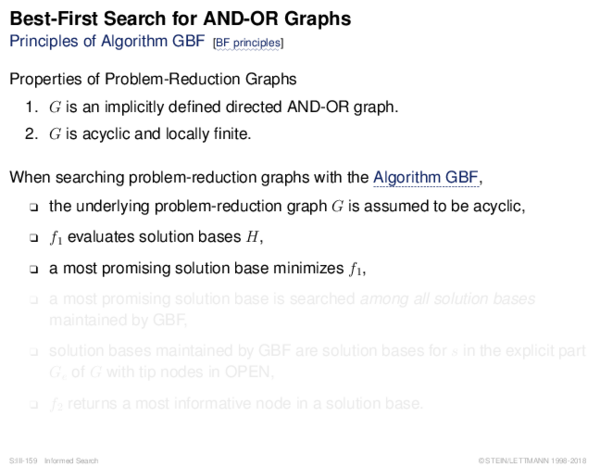 Best-First Search for AND-OR Graphs
Principles of Algorithm GBF [BF principles]
Properties of Problem-Reduction Graphs
1. G is an implicitly defined directed AND-OR graph.
2. G is acyclic and locally finite.
When searching problem-reduction graphs with the Algorithm GBF,
❏ the underlying problem-reduction graph G is assumed to be acyclic,
❏ f₁ evaluates solution bases H,
❏ a most promising solution base minimizes f₁,
❏ a most promising solution base is searched among all solution bases
maintained by GBF,
❏ solution bases maintained by GBF are solution bases for s in the explicit part
Gₑ of G with tip nodes in OPEN,
❏ f₂ returns a most informative node in a solution base.
S:II-159 Informed Search ©STEIN/LETTMANN 1998-2018